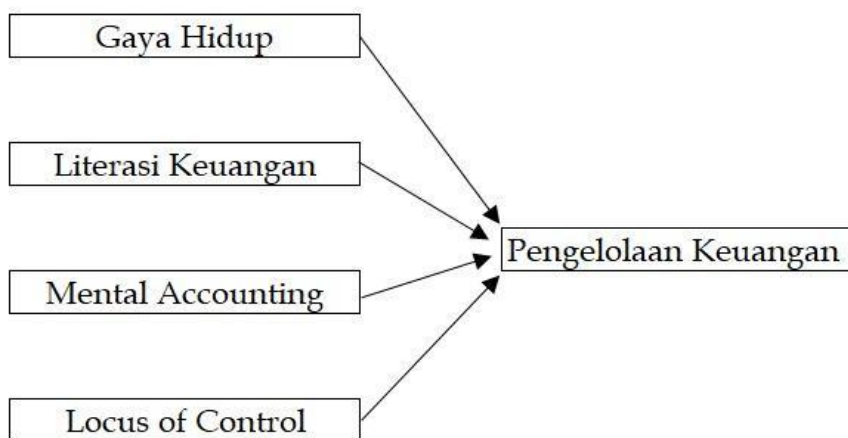 Gaya Hidup
Literasi Keuangan
Pengelolaan Keuangan
Mental Accounting
Locus of Control